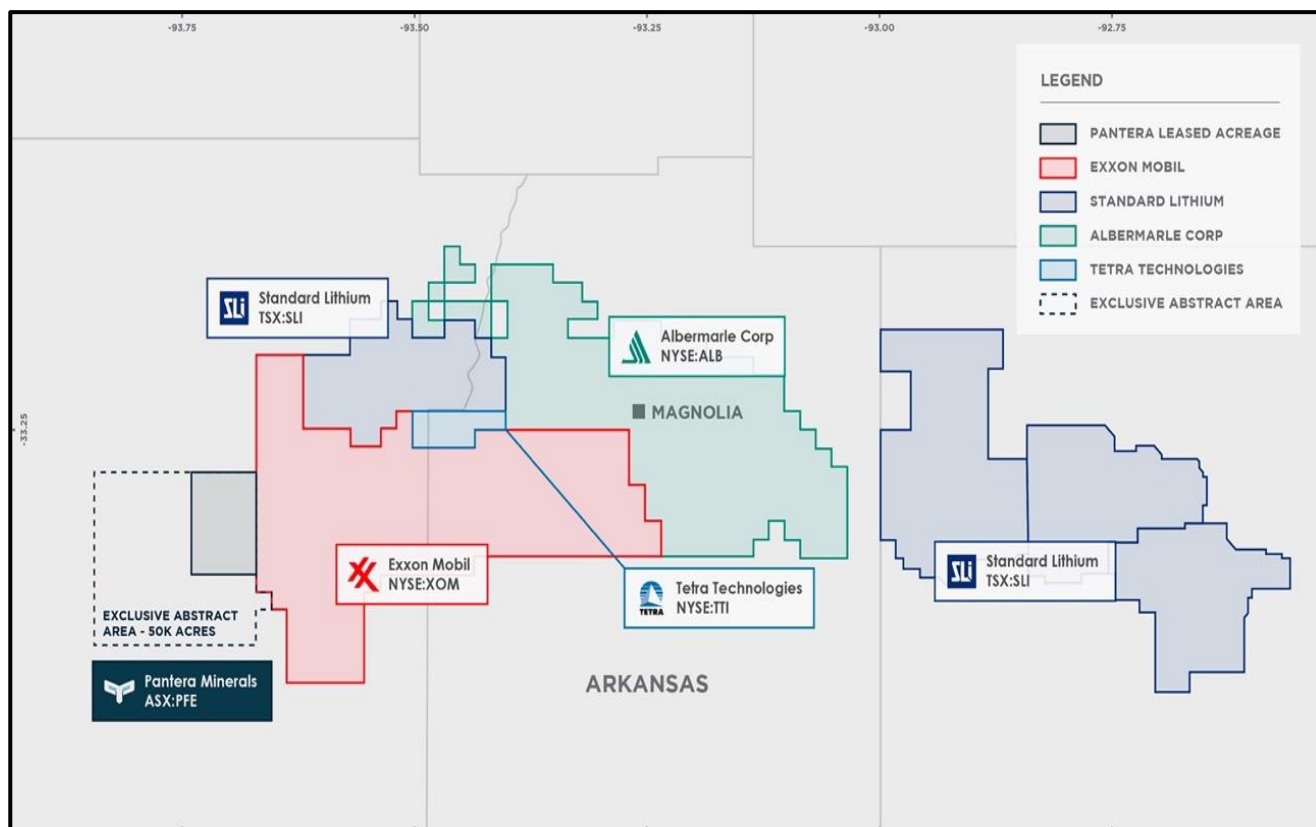 -93.75
-93.50
-93.25
-93.00
-92.75
LEGEND
PANTERA LEASED ACREAGE
EXXON MOBIL
STANDARD LITHIUM
ALBERMARLE CORP
TETRA TECHNOLOGIES
EXCLUSIVE ABSTRACT AREA
SLi
Standard Lithium
TSX:SLI
Albermarle Corp
NYSE:ALB
MAGNOLIA
-33.25
Exxon Mobil
NYSE:XOM
TETRA
Tetra Technologies
NYSE:TTI
SLi
Standard Lithium
TSX:SLI
EXCLUSIVE ABSTRACT
AREA - 50K ACRES
Pantera Minerals
ASX:PFE
ARKANSAS